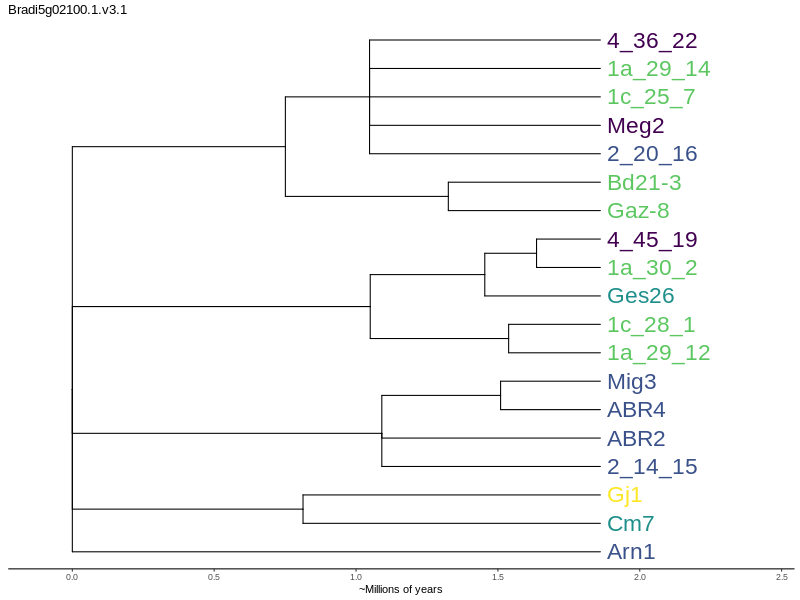 Bradi5g02100.1.v3.1
4_36_22
1a_29_14
1c_25_7
Meg2
2_20_16
Bd21-3
Gaz-8
4_45_19
1a_30_2
Ges26
1c_28_1
1a_29_12
Mig3
ABR4
ABR2
2_14_15
Gj1
Cm7
Arn1
0.0 0.5 1.0 1.5 2.0 2.5
~Millions of years